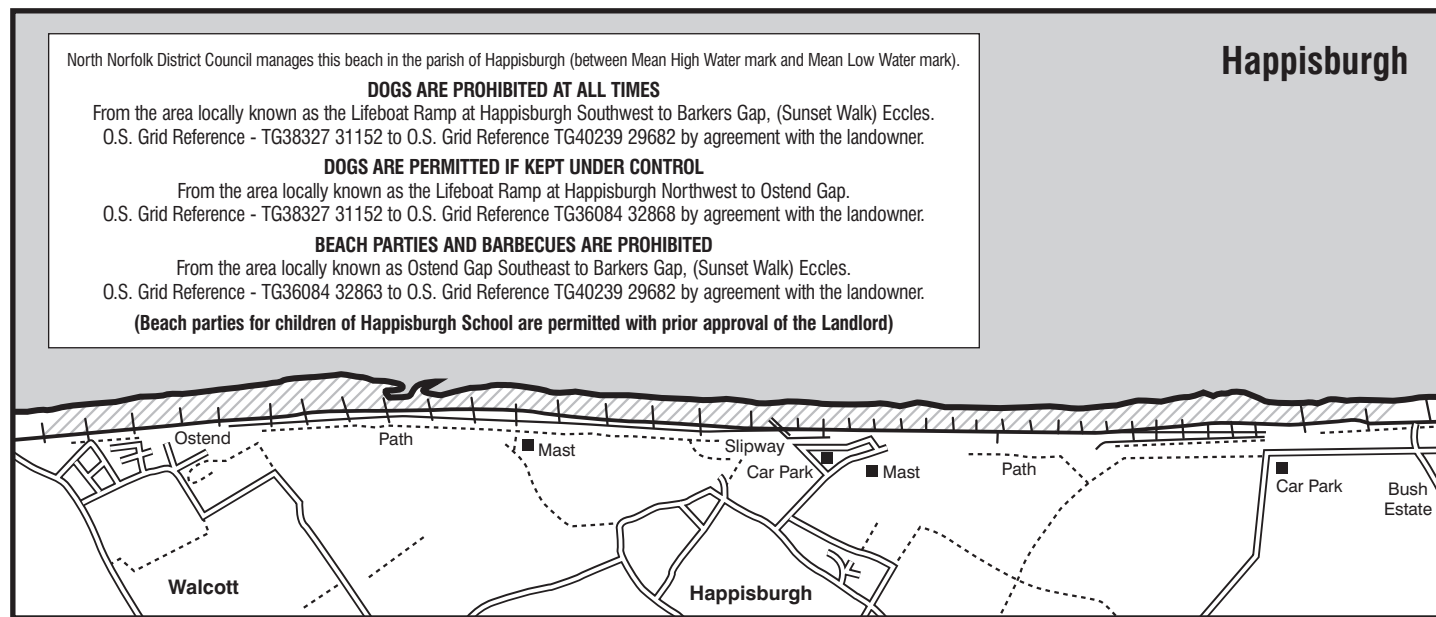 Happisburgh
North Norfolk District Council manages this beach in the parish of Happisburgh (between Mean High Water mark and Mean Low Water mark).
DOGS ARE PROHIBITED AT ALL TIMES
From the area locally known as the Lifeboat Ramp at Happisburgh Southwest to Barkers Gap, (Sunset Walk) Eccles.
O.S. Grid Reference - TG38327 31152 to O.S. Grid Reference TG40239 29682 by agreement with the landowner.
DOGS ARE PERMITTED IF KEPT UNDER CONTROL
From the area locally known as the Lifeboat Ramp at Happisburgh Northwest to Ostend Gap.
O.S. Grid Reference - TG38327 31152 to O.S. Grid Reference TG36084 32868 by agreement with the landowner.
BEACH PARTIES AND BARBECUES ARE PROHIBITED
From the area locally known as Ostend Gap Southeast to Barkers Gap, (Sunset Walk) Eccles.
O.S. Grid Reference - TG36084 32863 to O.S. Grid Reference TG40239 29682 by agreement with the landowner.
(Beach parties for children of Happisburgh School are permitted with prior approval of the Landlord)
Ostend
Path
Mast
Slipway
Car Park
Mast
Path
Car Park
Bush
Estate
Walcott
Happisburgh